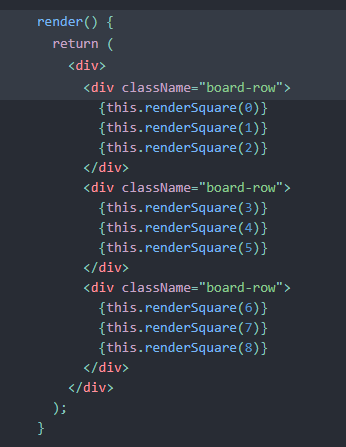 render() {
  return (
    <div>
      <div className="board-row">
        {this.renderSquare(0)}
        {this.renderSquare(1)}
        {this.renderSquare(2)}
      </div>
      <div className="board-row">
        {this.renderSquare(3)}
        {this.renderSquare(4)}
        {this.renderSquare(5)}
      </div>
      <div className="board-row">
        {this.renderSquare(6)}
        {this.renderSquare(7)}
        {this.renderSquare(8)}
      </div>
    </div>
  );
}